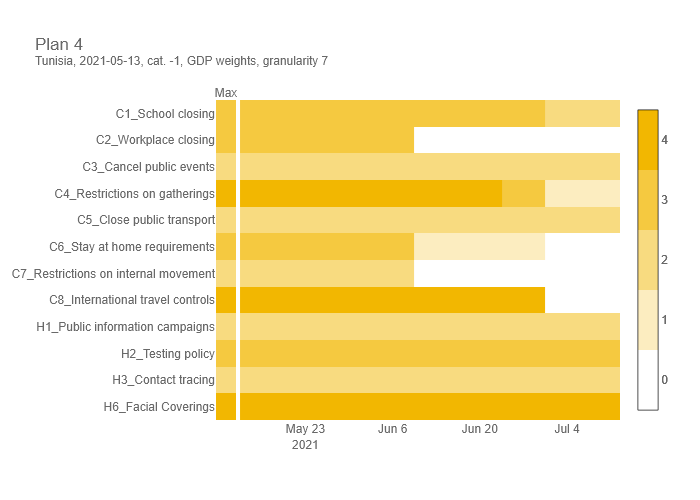 Plan 4
Tunisia, 2021-05-13, cat. -1, GDP weights, granularity 7
Max
C1_School closing
C2_Workplace closing
C3_Cancel public events
C4_Restrictions on gatherings
C5_Close public transport
C6_Stay at home requirements
C7_Restrictions on internal movement
C8_International travel controls
H1_Public information campaigns
H2_Testing policy
H3_Contact tracing
H6_Facial Coverings
May 23 Jun 6 Jun 20 Jul 4
2021
4
3
2
1
0